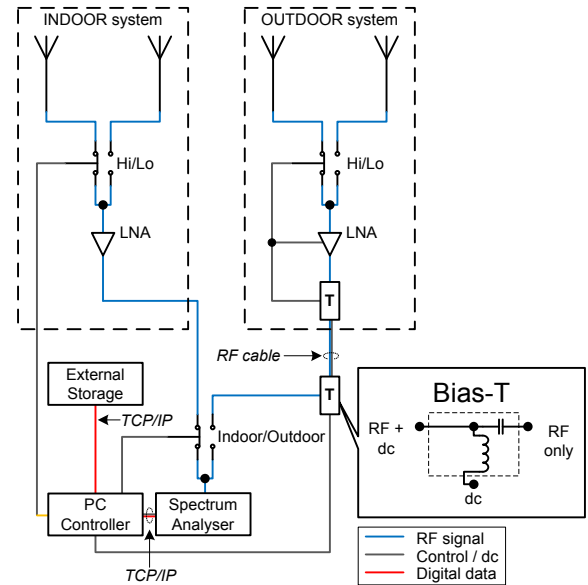 INDOOR system
OUTDOOR system
Hi/Lo
Hi/Lo
LNA
LNA
T
RF cable
T
External
Storage
TCP/IP
Indoor/Outdoor
Bias-T
RF +
dc
RF
only
dc
PC
Controller
Spectrum
Analyser
TCP/IP
RF signal
Control / dc
Digital data